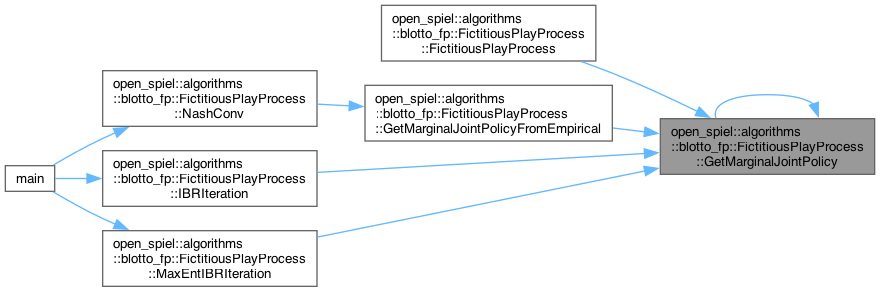 open_spiel::algorithms
::blotto_fp::FictitiousPlayProcess
::FictitiousPlayProcess
open_spiel::algorithms
::blotto_fp::FictitiousPlayProcess
::NashConv
open_spiel::algorithms
::blotto_fp::FictitiousPlayProcess
::GetMarginalJointPolicyFromEmpirical
open_spiel::algorithms
::blotto_fp::FictitiousPlayProcess
::GetMarginalJointPolicy
main
open_spiel::algorithms
::blotto_fp::FictitiousPlayProcess
::IBRIteration
open_spiel::algorithms
::blotto_fp::FictitiousPlayProcess
::MaxEntIBRIteration